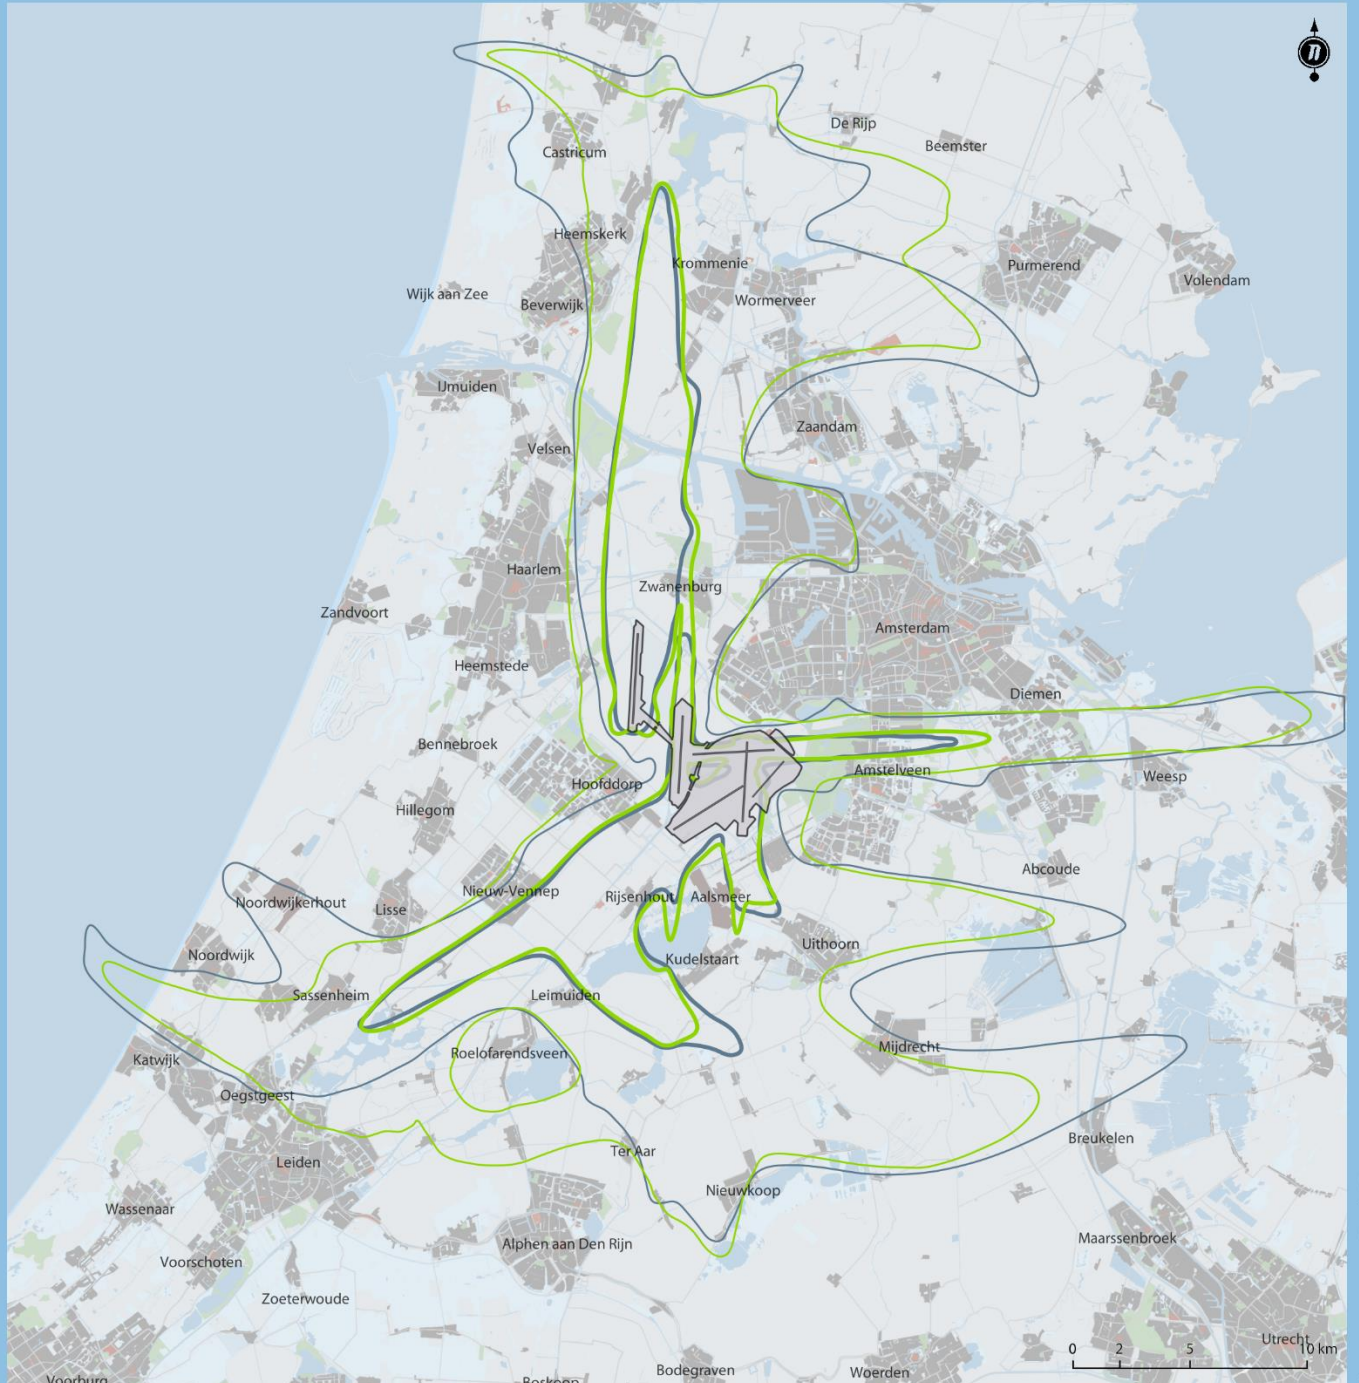 De Rijp
Beemster
Castricum
Heemskerk
Krommenie
Purmerend
Volendam
Wijk aan Zee
Beverwijk
Wormerveer
IJmuiden
Zaandam
Velsen
Haarlem
Zwanenburg
Zandvoort
Amsterdam
Heemstede
Diemen
Bennebroek
Amstelveen
Weesp
Hoofddorp
Hillegom
Abcoude
Nieuw-Vennep
Rijsenhout
Aalsmeer
Noordwijkerhout
Lisse
Uithoorn
Noordwijk
Kudelstaart
Sassenheim
Leimuiden
Katwijk
Roelofarendsveen
Mijdrecht
Oegstgeest
Breukelen
Leiden
Ter Aar
Nieuwkoop
Wassenaar
Alphen aan Den Rijn
Maarssenbroek
Voorschoten
Zoeterwoude
Utrecht
0 2 5 10 km
Bodegraven
Woerden
Voorburg
Boskoop